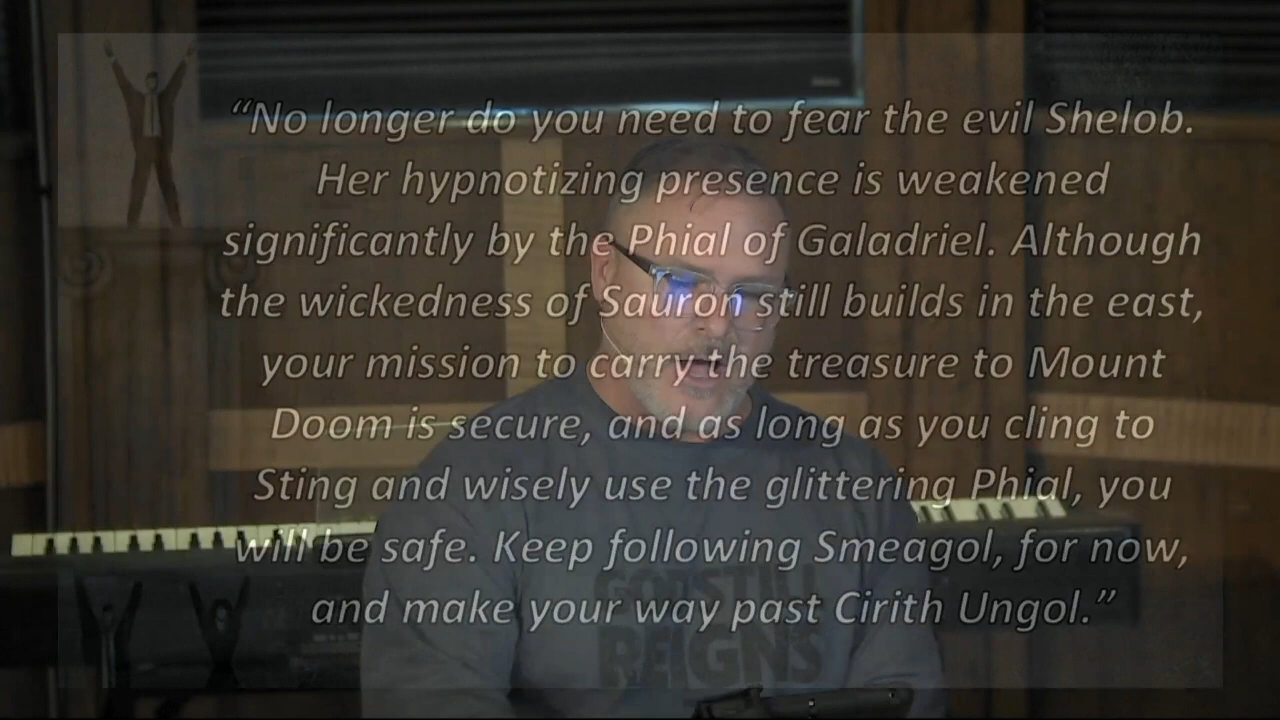 “No longer do you need to fear the evil Shelob.
Her hypnotizing presence is weakened
significantly by the Phial of Galadriel. Although
the wickedness of Sauron still builds in the east,
your mission to carry the treasure to Mount
Doom is secure, and as long as you cling to
Sting and wisely use the glittering Phial, you
will be safe. Keep following Smeagol, for now,
and make your way past Cirith Ungol.”
GOD STILL
REIGNS